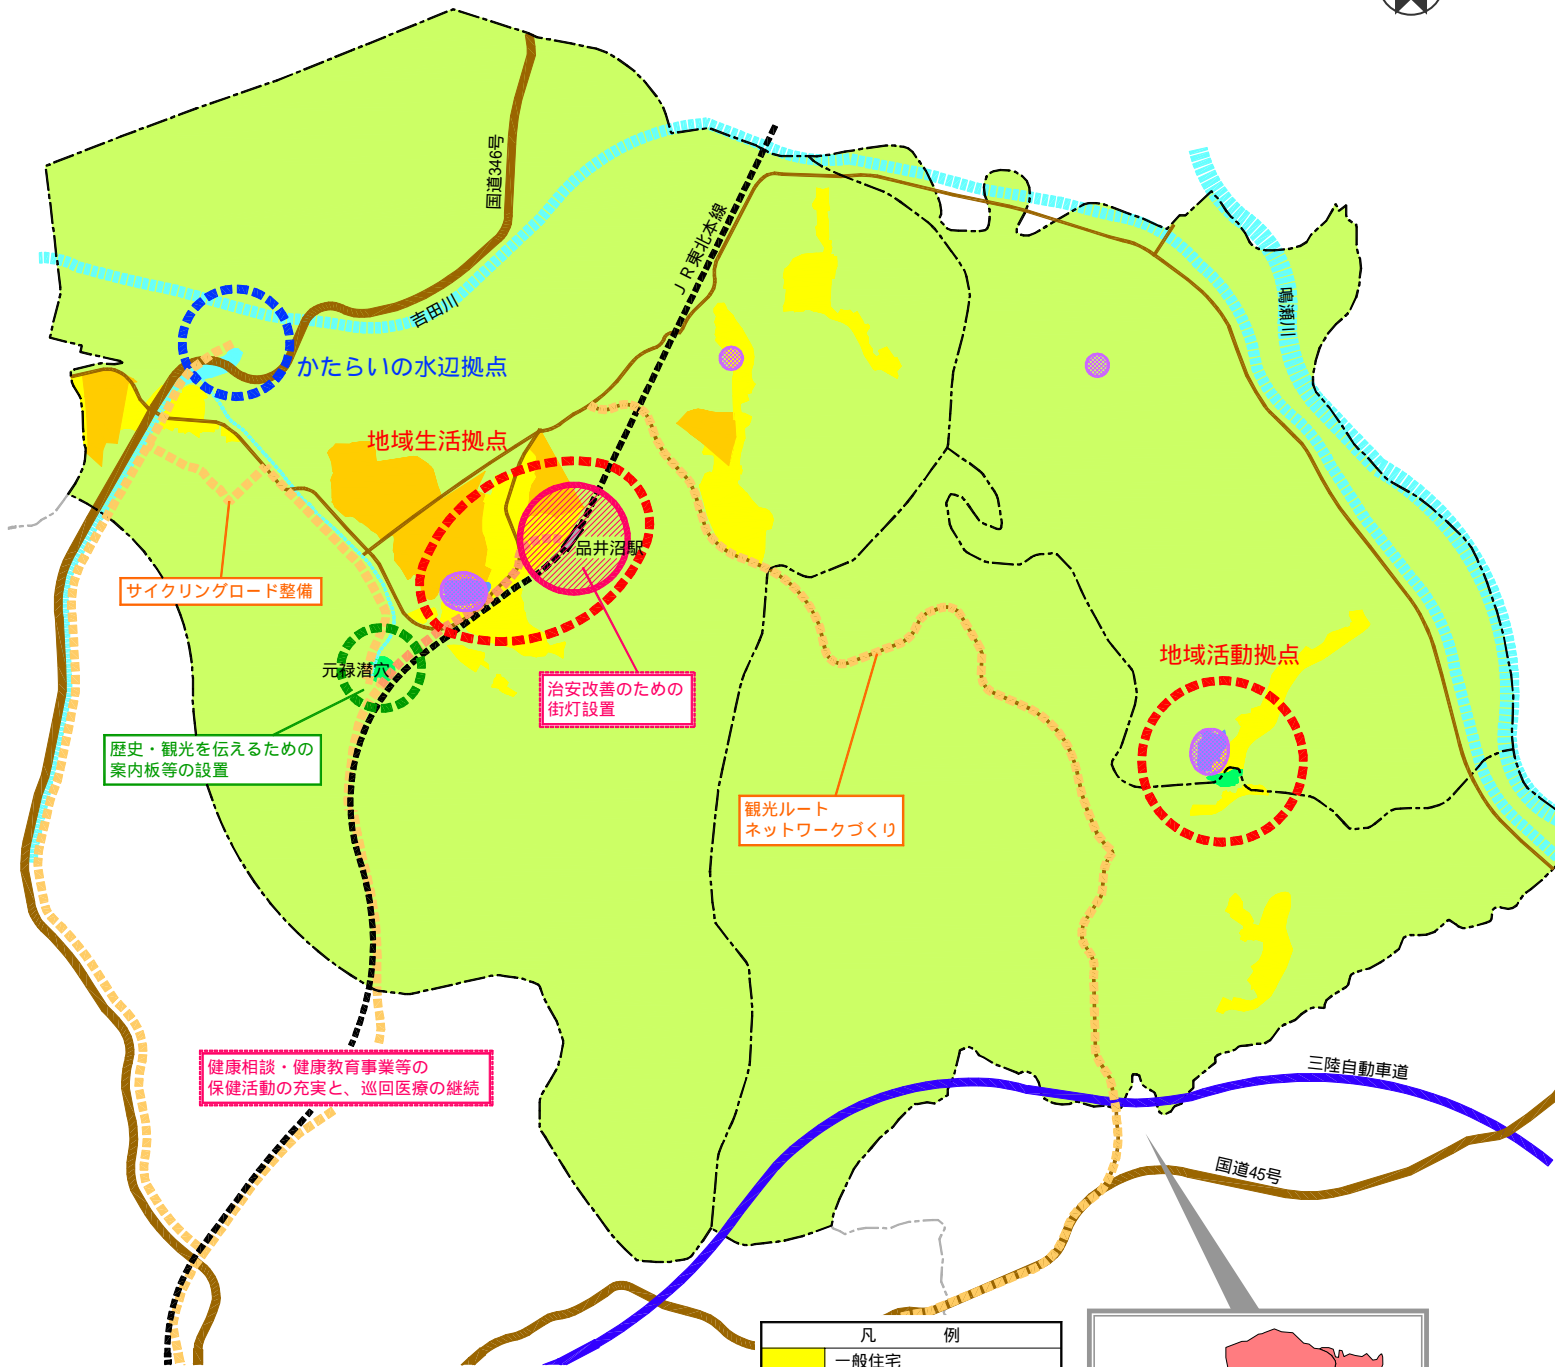 国道346号
JR東北本線
吉田川
鳴瀬川
かたらいの水辺拠点
地域生活拠点
品井沼駅
サイクリングロード整備
元禄潜穴
治安改善のための
街灯設置
地域活動拠点
歴史・観光を伝えるための
案内板等の設置
観光ルート
ネットワークづくり
健康相談・健康教育事業等の
保健活動の充実と、巡回医療の継続
三陸自動車道
国道45号
凡 例
一般住宅